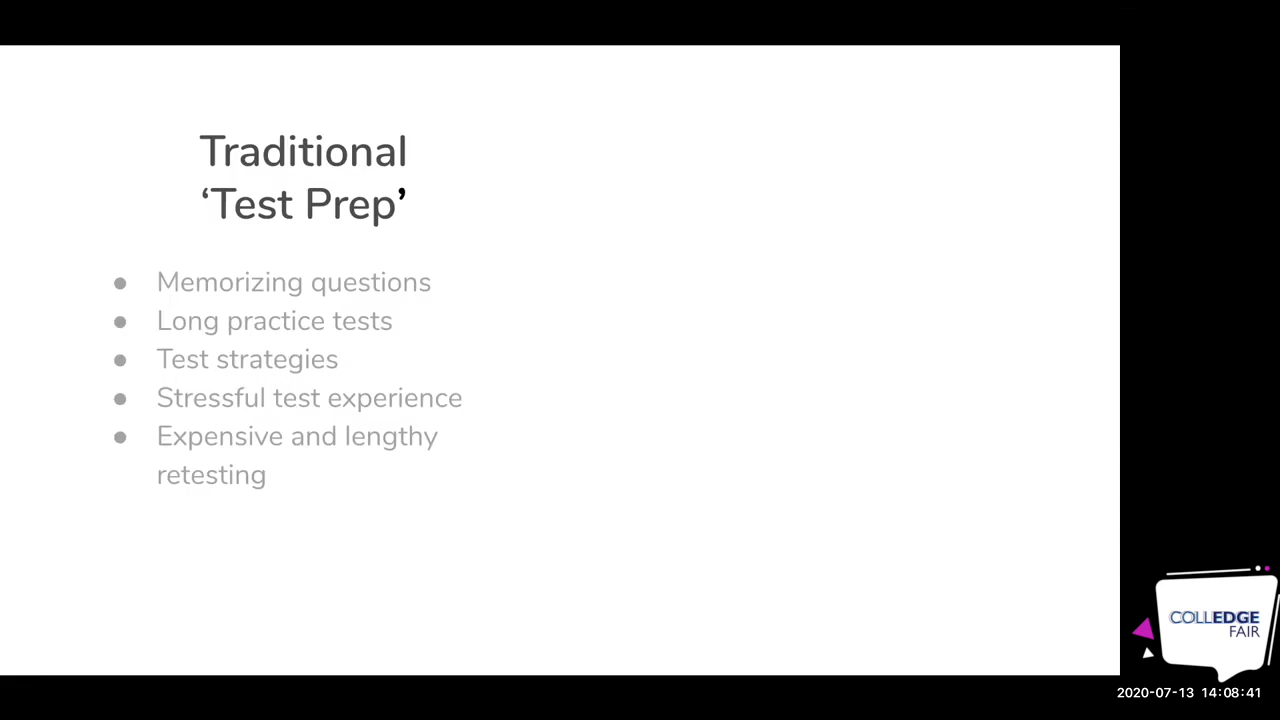 Traditional
‘Test Prep’
● Memorizing questions
● Long practice tests
● Test strategies
● Stressful test experience
● Expensive and lengthy
retesting
COLLEDGE
FAIR
2020-07-13 14:08:41